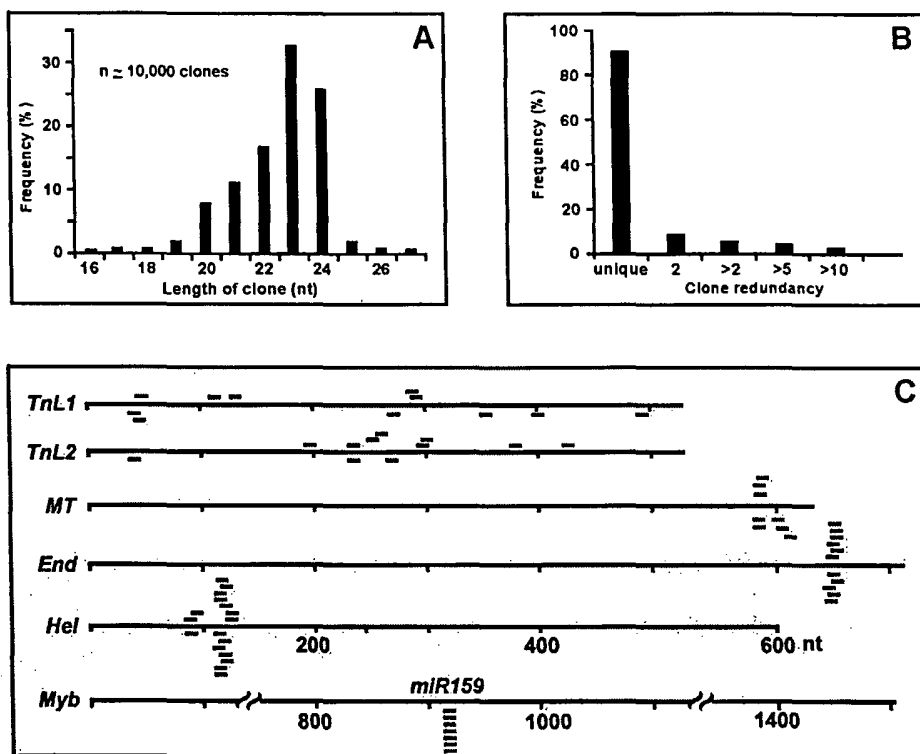 A
30
n ≃ 10,000 clones
Frequency (%)
20
10
0
16 18 20 22 24 26
Length of clone (nt)
B
100
80
Frequency (%)
60
40
20
0
unique 2 >2 >5 >10
Clone redundancy
C
TnL1
TnL2
MT
End
Hel
200 400 600 nt
miR159
Myb
800 1000 1400